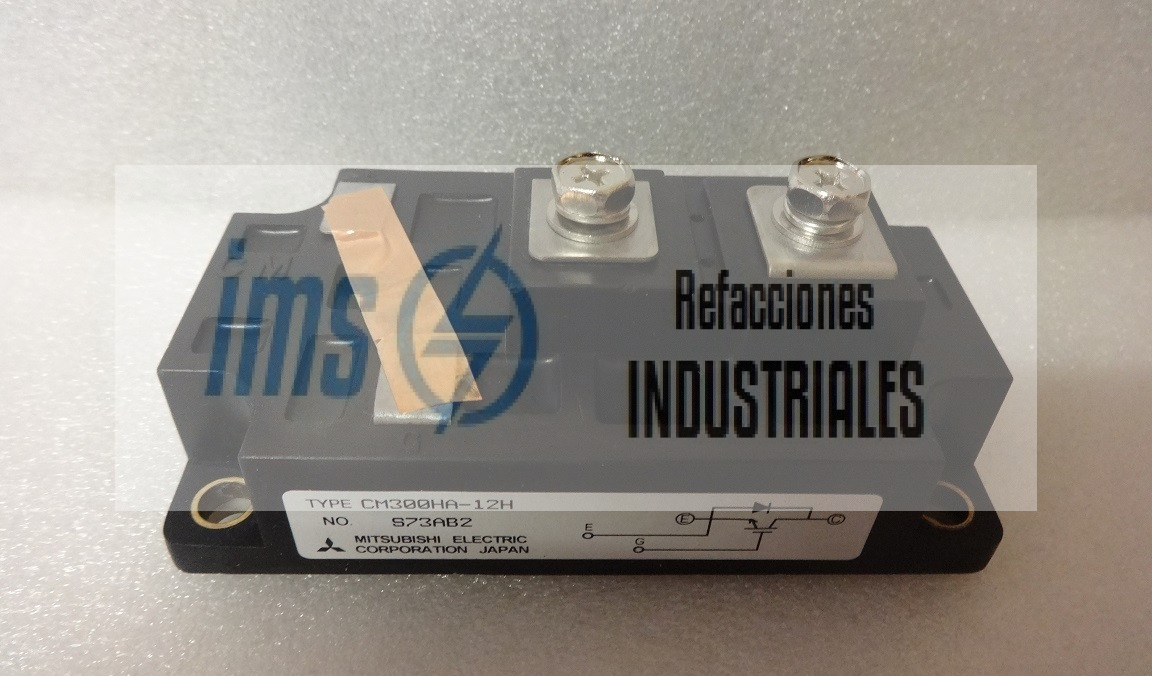 C M
ims
Refacciones
INDUSTRIALES
TYPE CM300HA-12H
NO. S73AB2
MITSUBISHI ELECTRIC
CORPORATION JAPAN
E
G
E
C